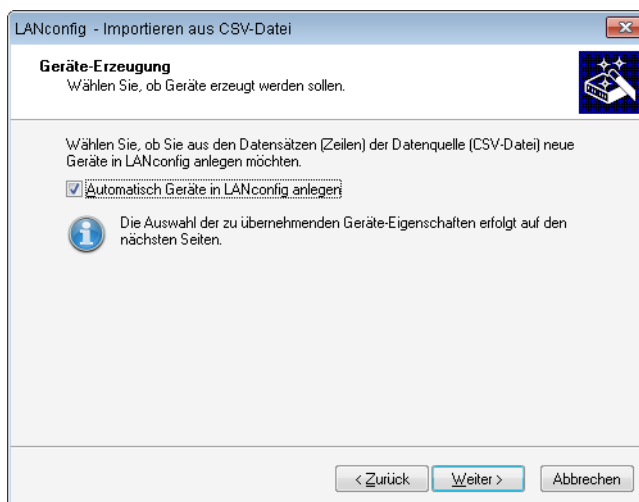 LANconfig - Importieren aus CSV-Datei
Geräte-Erzeugung
Wählen Sie, ob Geräte erzeugt werden sollen.
Wählen Sie, ob Sie aus den Datensätzen (Zeilen) der Datenquelle (CSV-Datei) neue
Geräte in LANconfig anlegen möchten.
Automatisch Geräte in LANconfig anlegen
Die Auswahl der zu übernehmenden Geräte-Eigenschaften erfolgt auf den
nächsten Seiten.
< Zurück Weiter > Abbrechen